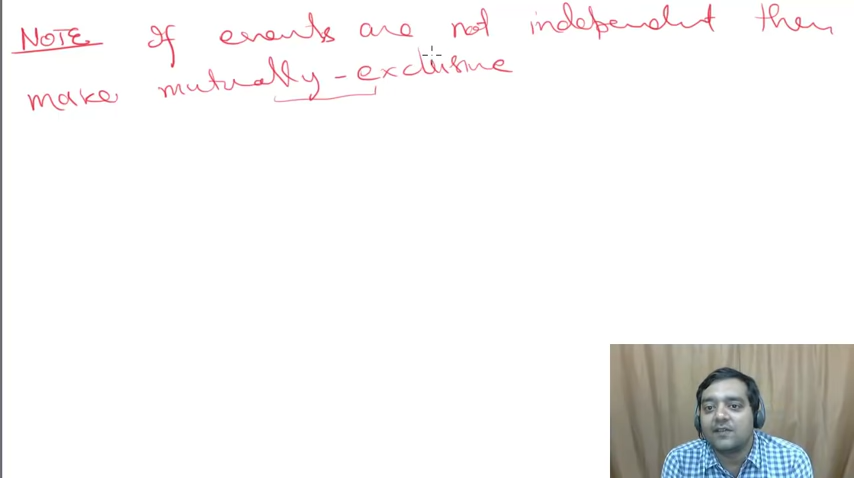 NOTE If events are not independent then
make mutually - exclusive